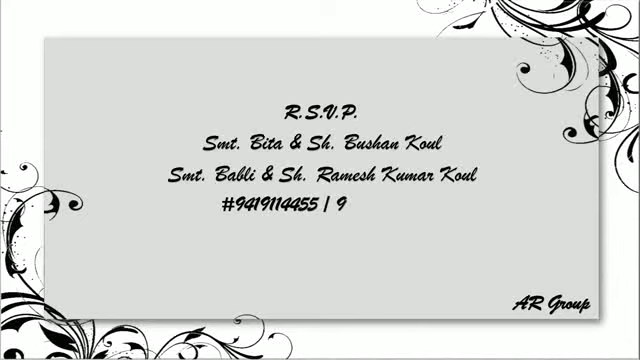 R.S.V.P.
Smt. Bita & Sh. Bushan Koul
Smt. Babli & Sh. Ramesh Kumar Koul
#9419114455 | 9
AR Group